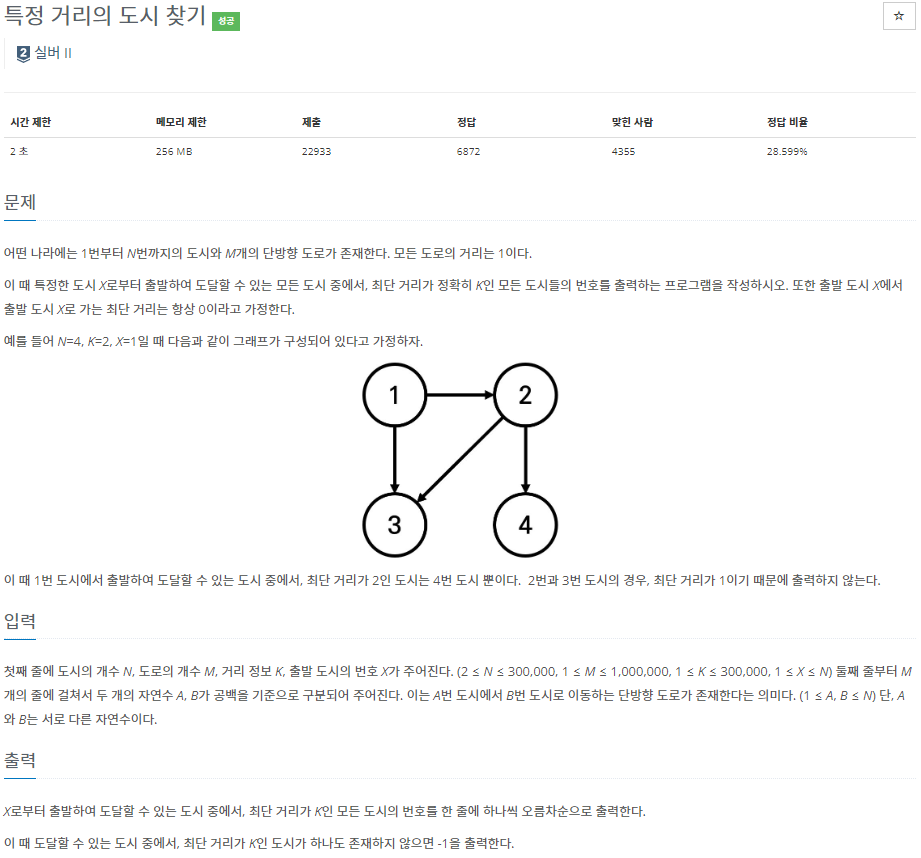 특정 거리의 도시 찾기 성공
☆
2 실버 II
시간 제한 메모리 제한 제출 정답 맞힌 사람 정답 비율
2 초 256 MB 22933 6872 4355 28.599%
문제
어떤 나라에는 1번부터 N번까지의 도시와 M개의 단방향 도로가 존재한다. 모든 도로의 거리는 1이다.
이 때 특정한 도시 X로부터 출발하여 도달할 수 있는 모든 도시 중에서, 최단 거리가 정확히 K인 모든 도시들의 번호를 출력하는 프로그램을 작성하시오. 또한 출발 도시 X에서
출발 도시 X로 가는 최단 거리는 항상 0이라고 가정한다.
예를 들어 N=4, K=2, X=1일 때 다음과 같이 그래프가 구성되어 있다고 가정하자.
1 2
3 4
이 때 1번 도시에서 출발하여 도달할 수 있는 도시 중에서, 최단 거리가 2인 도시는 4번 도시 뿐이다. 2번과 3번 도시의 경우, 최단 거리가 1이기 때문에 출력하지 않는다.
입력
첫째 줄에 도시의 개수 N, 도로의 개수 M, 거리 정보 K, 출발 도시의 번호 X가 주어진다. (2 ≤ N ≤ 300,000, 1 ≤ M ≤ 1,000,000, 1 ≤ K ≤ 300,000, 1 ≤ X ≤ N) 둘째 줄부터 M
개의 줄에 걸쳐서 두 개의 자연수 A, B가 공백을 기준으로 구분되어 주어진다. 이는 A번 도시에서 B번 도시로 이동하는 단방향 도로가 존재한다는 의미다. (1 ≤ A, B ≤ N) 단, A
와 B는 서로 다른 자연수이다.
출력
X로부터 출발하여 도달할 수 있는 도시 중에서, 최단 거리가 K인 모든 도시의 번호를 한 줄에 하나씩 오름차순으로 출력한다.
이 때 도달할 수 있는 도시 중에서, 최단 거리가 K인 도시가 하나도 존재하지 않으면 -1을 출력한다.